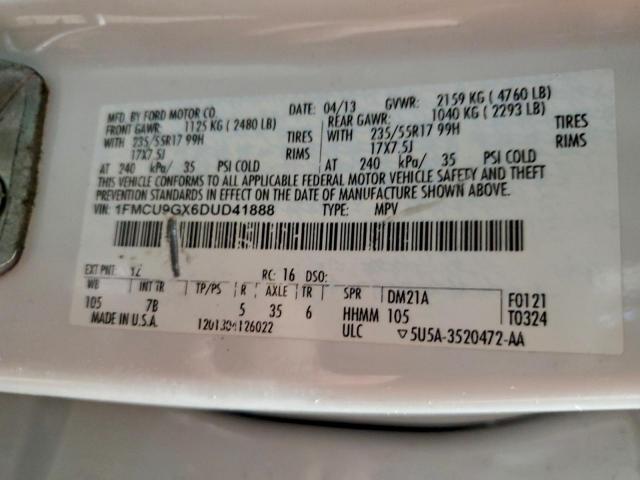 MFD. BY FORD MOTOR CO. DATE: 04/13 GVWR: 2159 KG ( 4760 LB)
FRONT GAWR: 1125 KG ( 2480 LB) REAR GAWR: 1040 KG ( 2293 LB)
WITH 235/55R17 99H TIRES WITH 235/55R17 99H TIRES
17X7.5J RIMS 17X7.5J RIMS
AT 240 kPa/ 35 PSI COLD AT 240 kPa/ 35 PSI COLD
THIS VEHICLE CONFORMS TO ALL APPLICABLE FEDERAL MOTOR VEHICLE SAFETY AND THEFT
PREVENTION STANDARDS IN EFFECT ON THE DATE OF MANUFACTURE SHOWN ABOVE.
VIN: 1FMCU9GX6DUD41888 TYPE: MPV
EXT PNT: RC: 16 DSO:
WB INT TR TP/PS R AXLE TR SPR DM21A F0121
105 7B 5 35 6 HHMM 105 T0324
MADE IN U.S.A. ULC 5U5A-3520472-AA